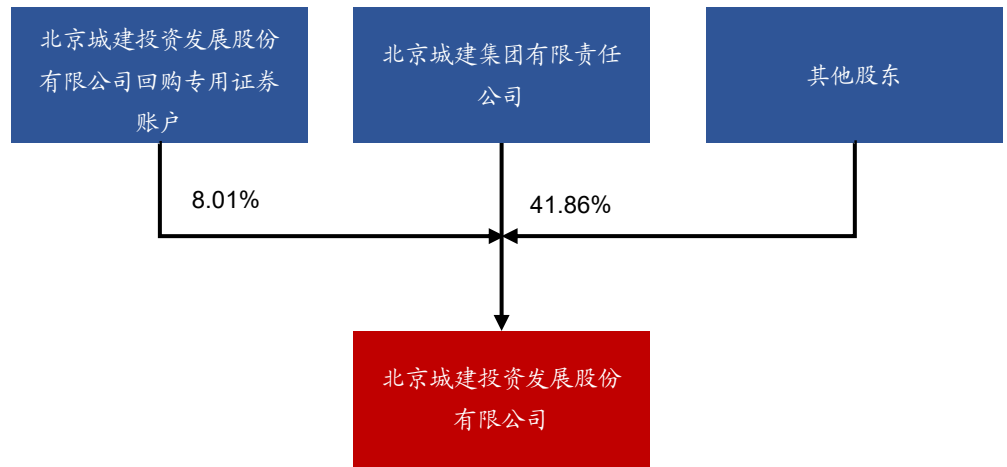 北京城建投资发展股份
有限公司回购专用证券
账户
北京城建集团有限责任
公司
其他股东
8.01%
41.86%
北京城建投资发展股份
有限公司